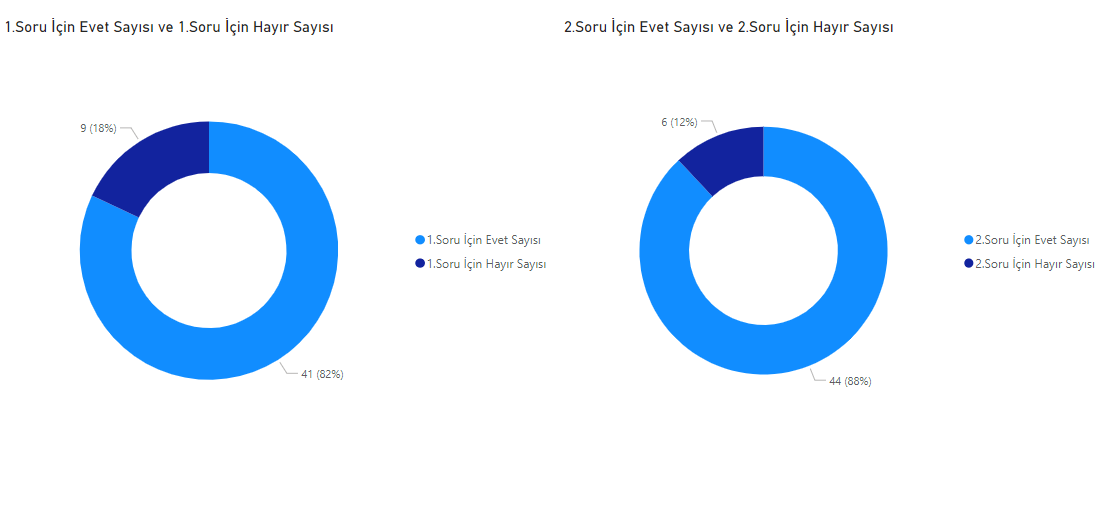 1.Soru İçin Evet Sayısı ve 1.Soru İçin Hayır Sayısı
9 (18%)
41 (82%)
1.Soru İçin Evet Sayısı
1.Soru İçin Hayır Sayısı
2.Soru İçin Evet Sayısı ve 2.Soru İçin Hayır Sayısı
6 (12%)
44 (88%)
2.Soru İçin Evet Sayısı
2.Soru İçin Hayır Sayısı